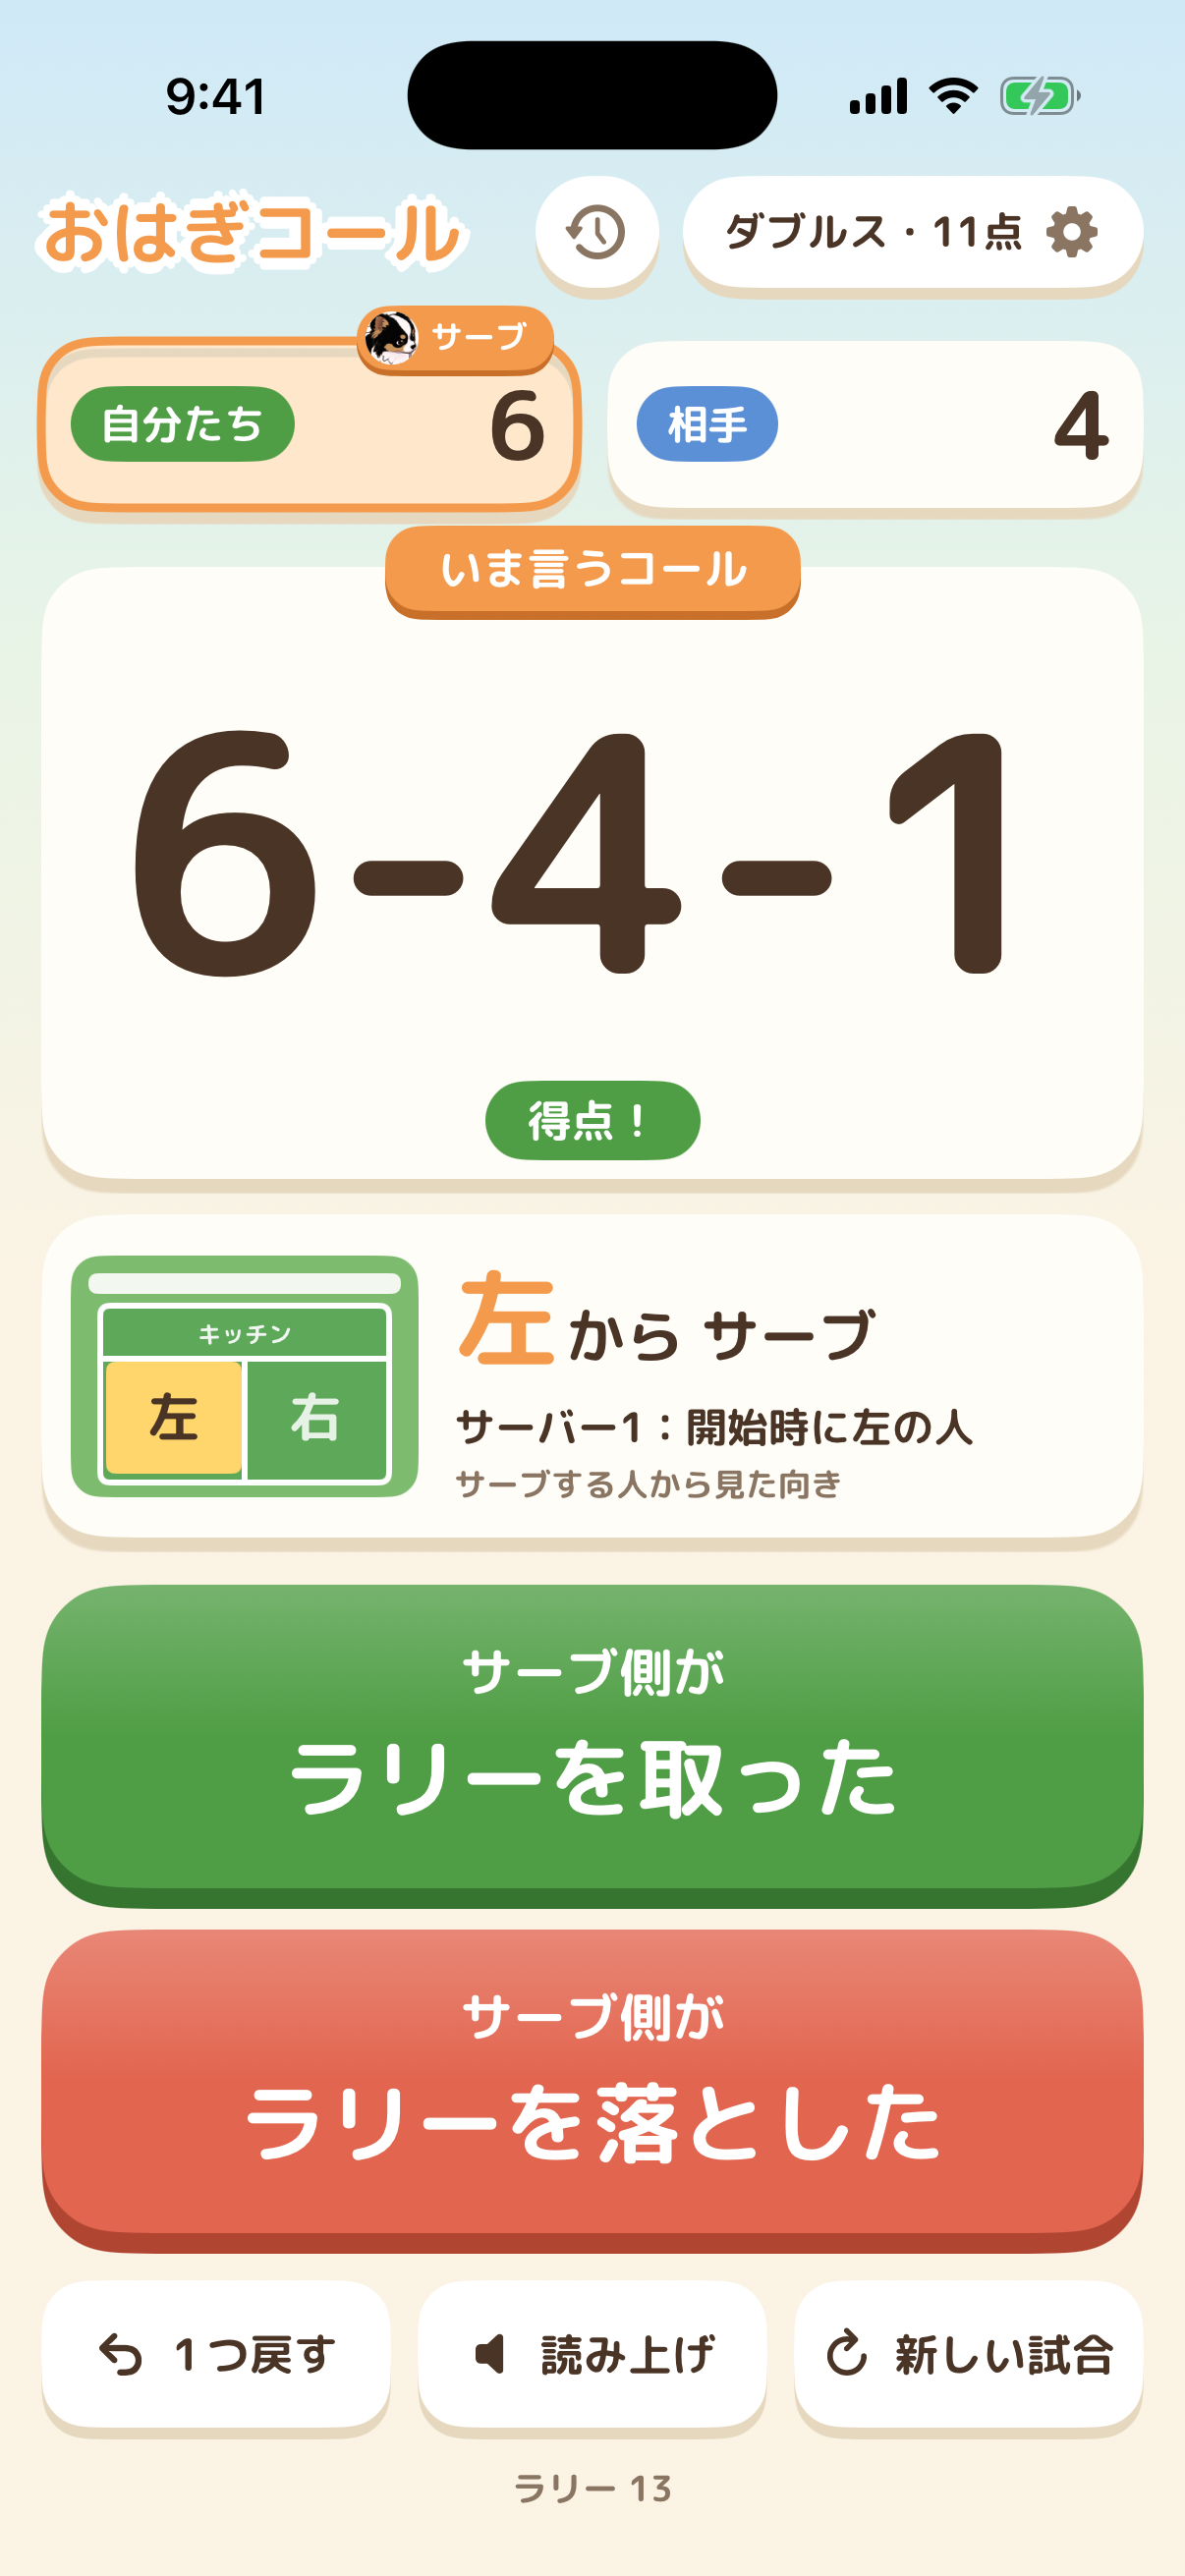 9:41
おはぎコール
ダブルス・11点
サーブ
自分たち
6
相手
4
いま言うコール
6-4-1
得点！
キッチン
左
右
左から サーブ
サーバー1：開始時に左の人
サーブする人から見た向き
サーブ側が
ラリーを取った
サーブ側が
ラリーを落とした
1つ戻す
読み上げ
新しい試合
ラリー 13